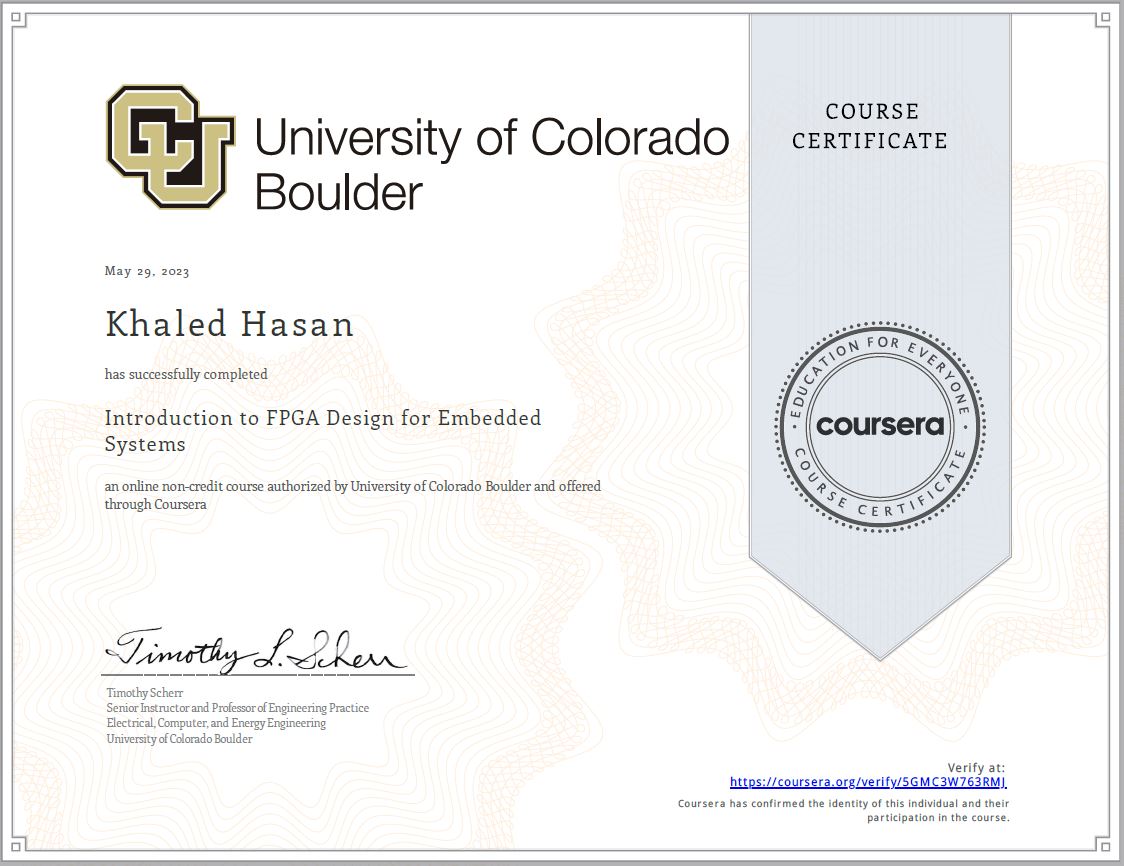 University of Colorado
Boulder
COURSE
CERTIFICATE
May 29, 2023
Khaled Hasan
has successfully completed
Introduction to FPGA Design for Embedded
Systems
an online non-credit course authorized by University of Colorado Boulder and offered
through Coursera
EDUCATION FOR EVERYONE
coursera
COURSE CERTIFICATE
Timothy L. Scherr
Timothy Scherr
Senior Instructor and Professor of Engineering Practice
Electrical, Computer, and Energy Engineering
University of Colorado Boulder
Verify at:
https://coursera.org/verify/5GMC3W763RMJ
Coursera has confirmed the identity of this individual and their
participation in the course.